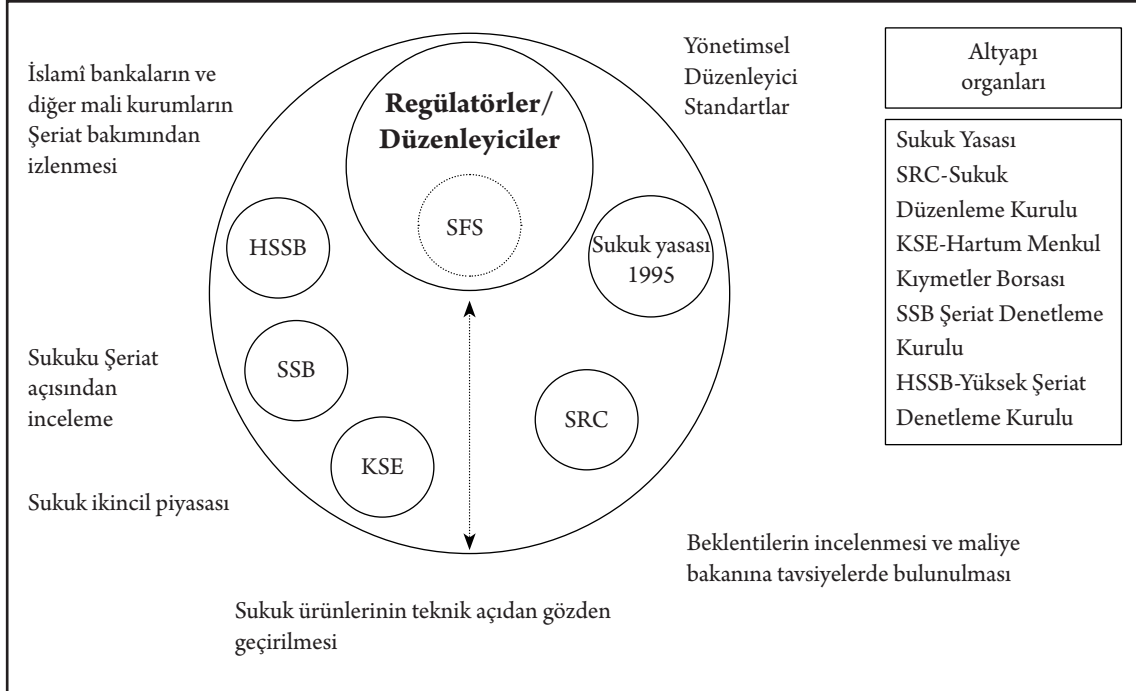 İslamî bankaların ve
diğer mali kurumların
Şeriat bakımından
izlenmesi
Regülatörler/
Düzenleyiciler
SFS
Yönetimsel
Düzenleyici
Standartlar
Altyapı
organları
HSSB
Sukuk yasası
1995
SSB
SRC
KSE
Sukuku Şeriat
açısından
inceleme
Sukuk ikincil piyasası
Sukuk Yasası
SRC-Sukuk
Düzenleme Kurulu
KSE-Hartum Menkul
Kıymetler Borsası
SSB Şeriat Denetleme
Kurulu
HSSB-Yüksek Şeriat
Denetleme Kurulu
Beklentilerin incelenmesi ve maliye
bakanına tavsiyelerde bulunulması
Sukuk ürünlerinin teknik açıdan gözden
geçirilmesi